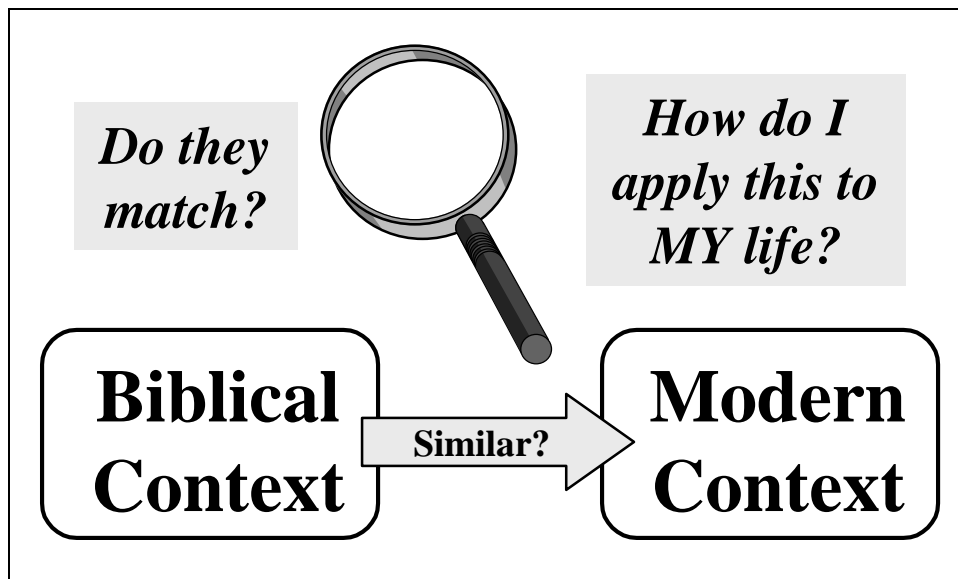 Do they
match?
How do I
apply this to
MY life?
Biblical
Context
Similar?
Modern
Context